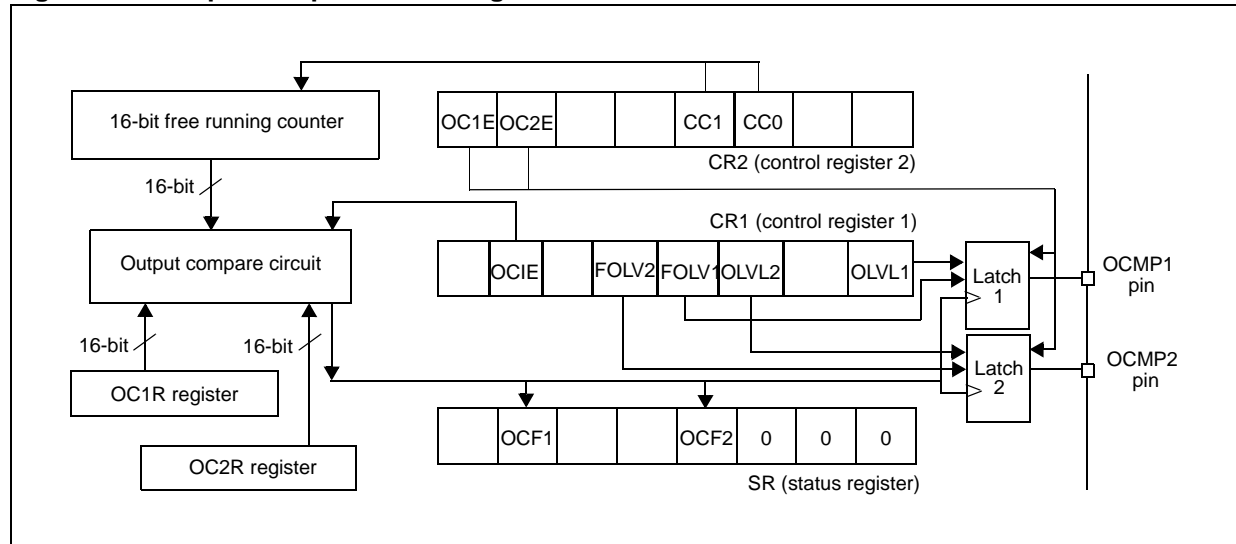 16-bit free running counter
OC1E OC2E CC1 CC0
CR2 (control register 2)
16-bit
CR1 (control register 1)
Output compare circuit
OCIE FOLV2 FOLV1 OLVL2 OLVL1
Latch
1
OCMP1
pin
16-bit
16-bit
Latch
2
OCMP2
pin
OC1R register
OCF1 OCF2 0 0 0
OC2R register
SR (status register)